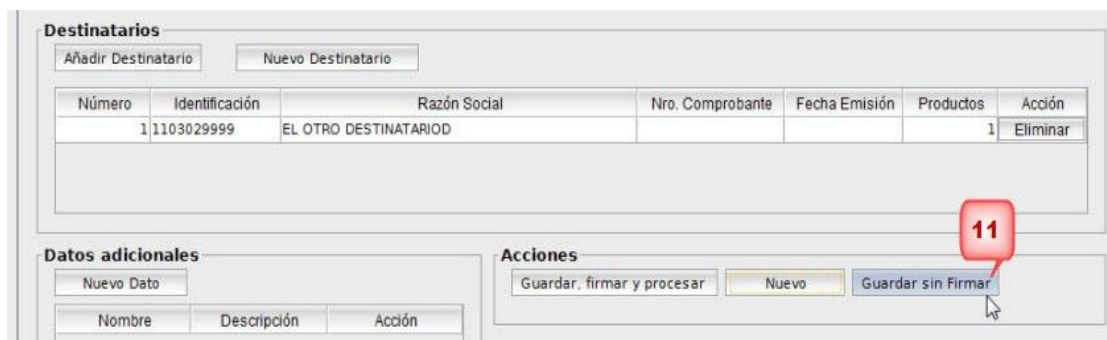 Destinatarios
Añadir Destinatario Nuevo Destinatario
Número Identificación Razón Social Nro. Comprobante Fecha Emisión Productos Acción
1 1103029999 EL OTRO DESTINATARIOD 1 Eliminar
11
Datos adicionales
Nuevo Dato
Nombre Descripción Acción
Acciones
Guardar, firmar y procesar Nuevo Guardar sin Firmar